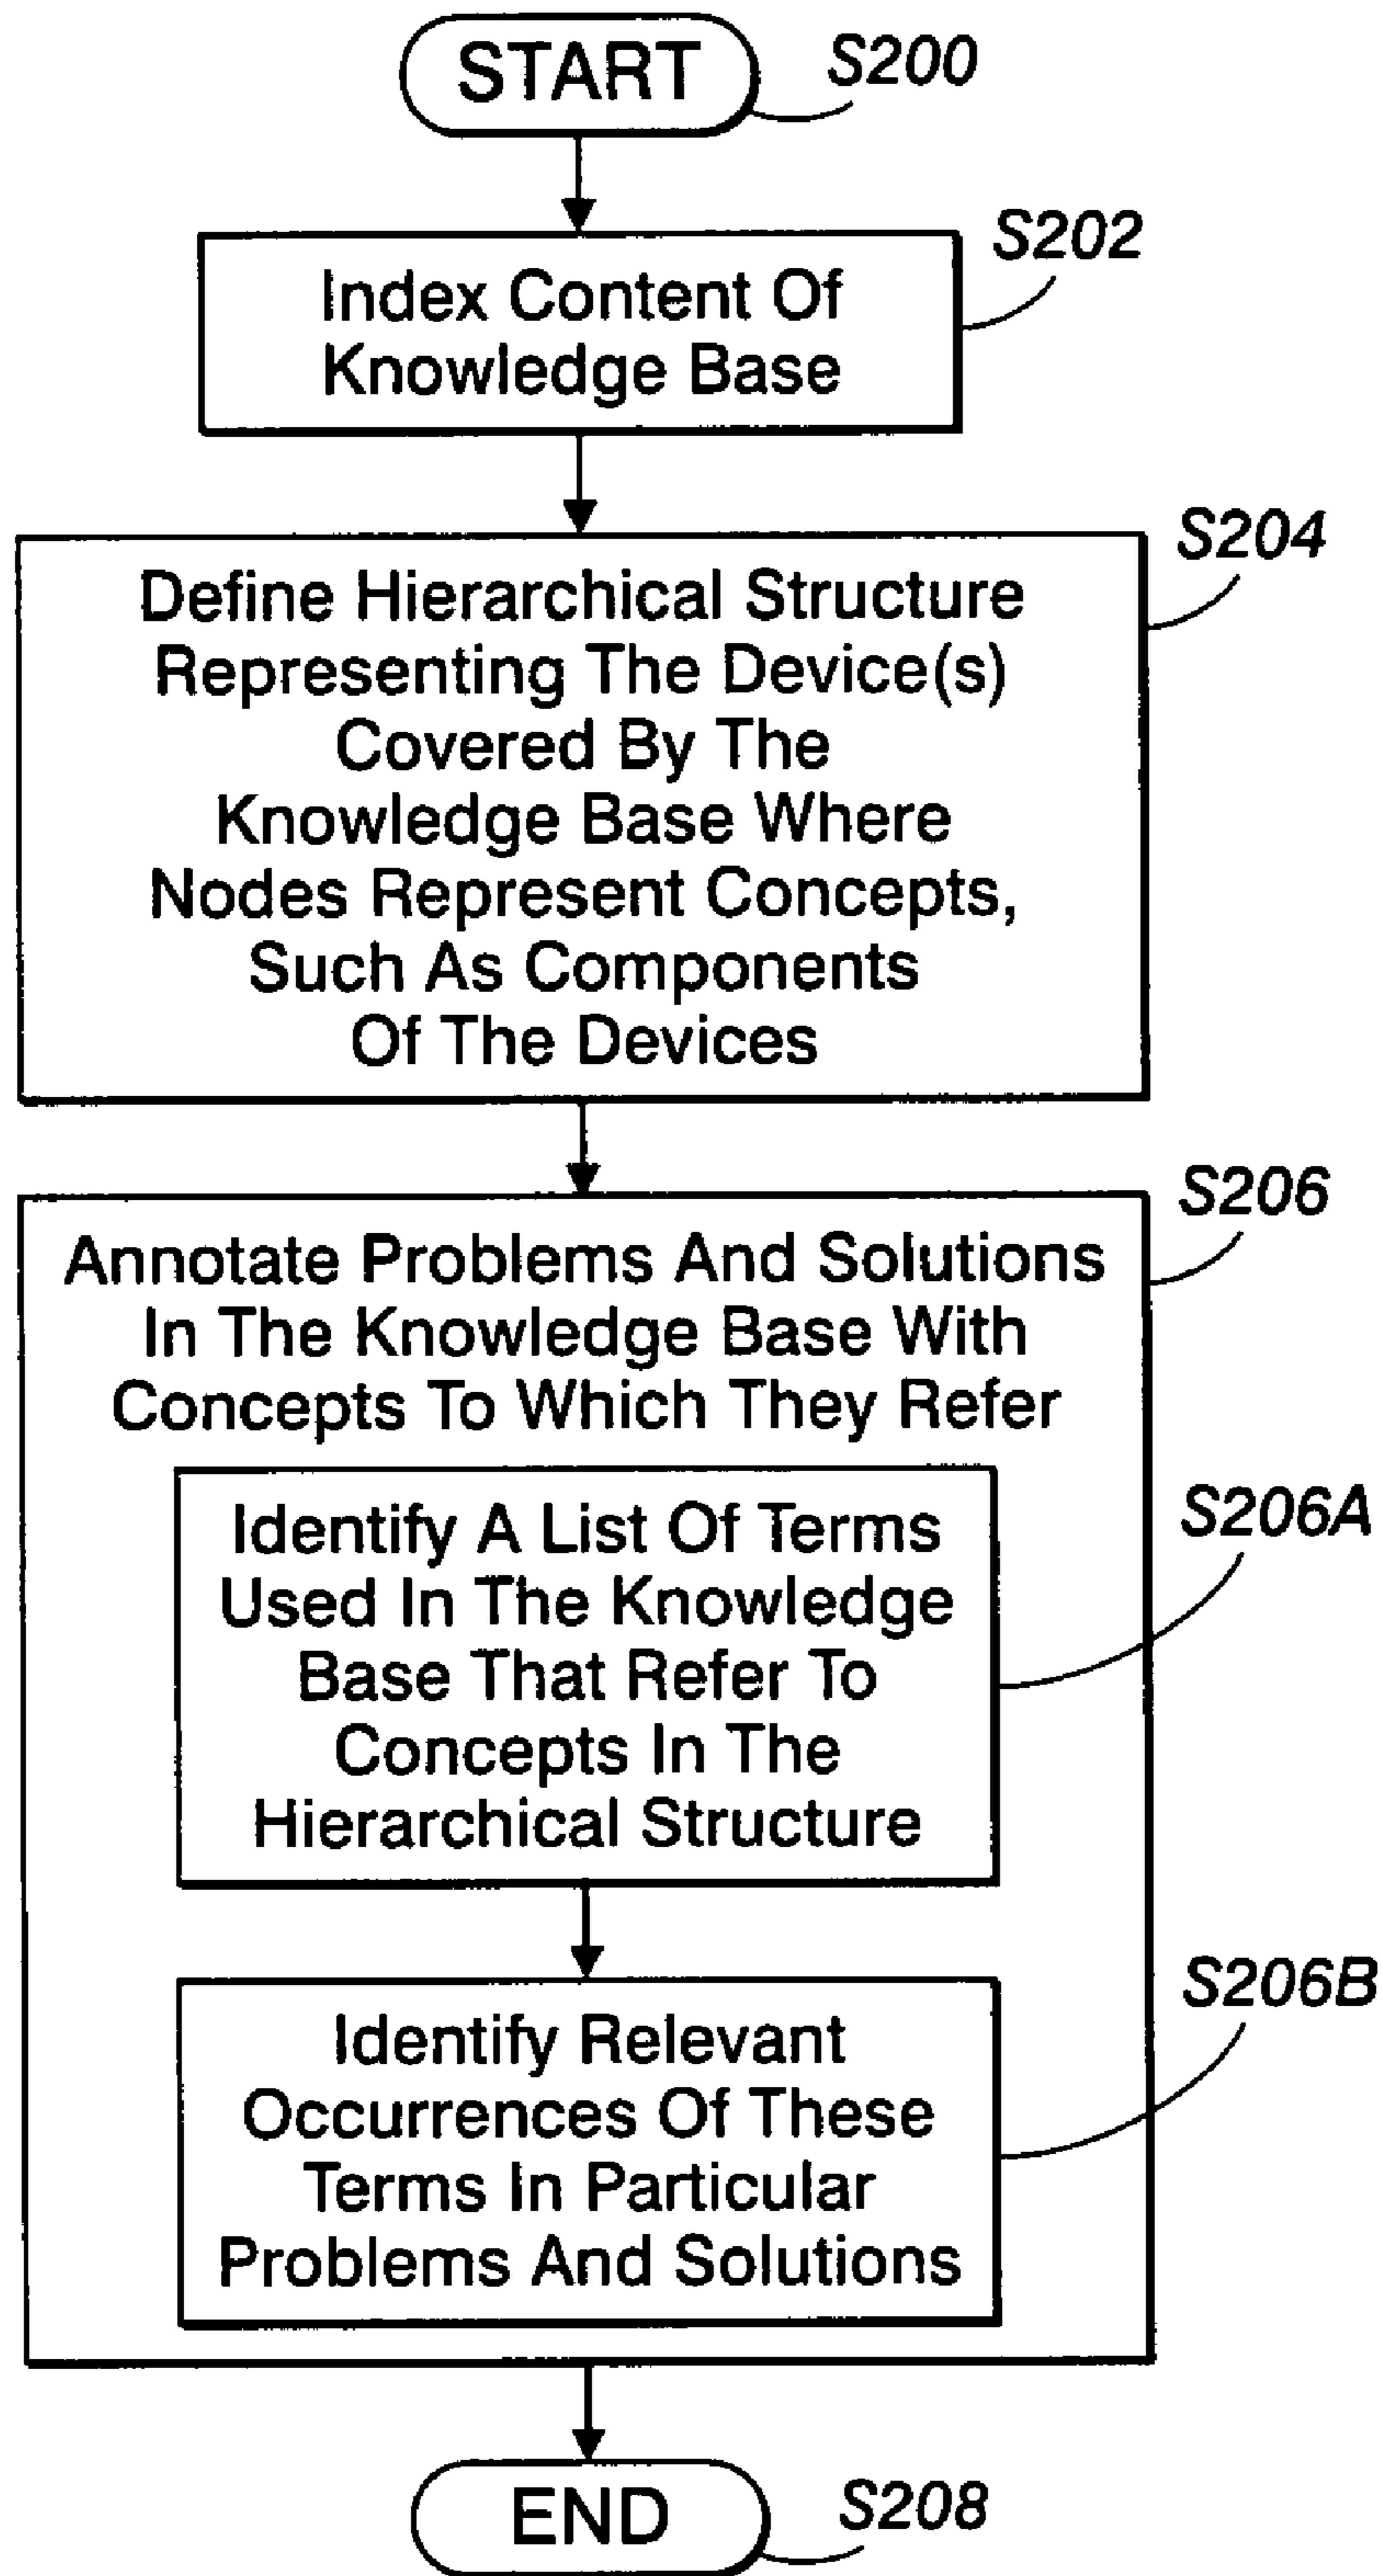 START
S200
S202
Index Content Of
Knowledge Base
S204
Define Hierarchical Structure
Representing The Device(s)
Covered By The
Knowledge Base Where
Nodes Represent Concepts,
Such As Components
Of The Devices
S206
Annotate Problems And Solutions
In The Knowledge Base With
Concepts To Which They Refer
S206A
Identify A List Of Terms
Used In The Knowledge
Base That Refer To
Concepts In The
Hierarchical Structure
S206B
Identify Relevant
Occurrences Of These
Terms In Particular
Problems And Solutions
END
S208